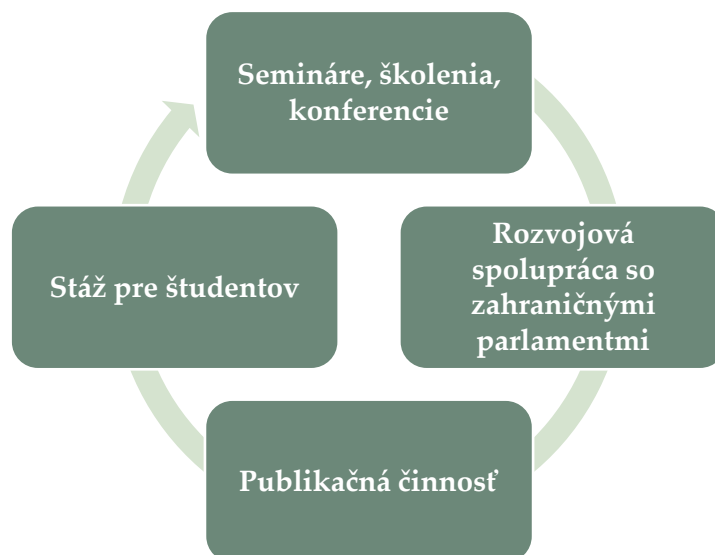 Semináre, školenia,
konferencie
Rozvojová
spolupráca so
zahraničnými
parlamentmi
Publikačná činnosť
Stáž pre študentov